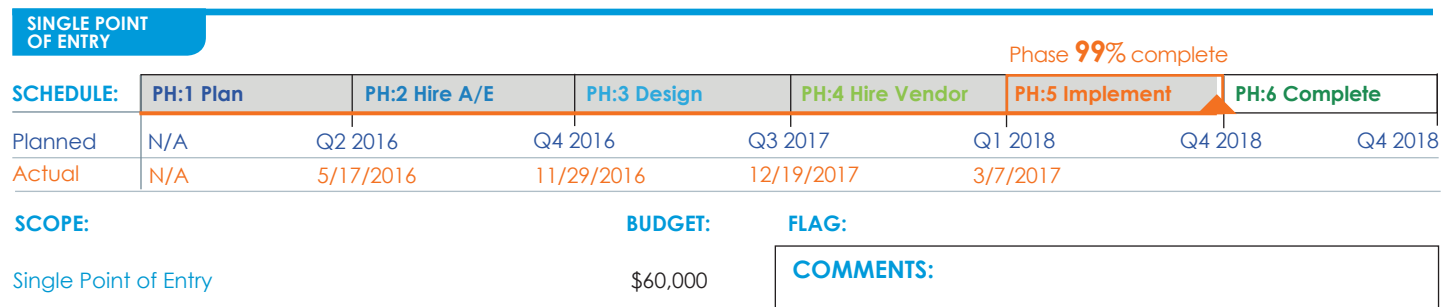 SINGLE POINT
OF ENTRY
Phase 99% complete
SCHEDULE: PH:1 Plan PH:2 Hire A/E PH:3 Design PH:4 Hire Vendor PH:5 Implement PH:6 Complete
Planned N/A Q2 2016 Q4 2016 Q3 2017 Q1 2018 Q4 2018 Q4 2018
Actual N/A 5/17/2016 11/29/2016 12/19/2017 3/7/2017
SCOPE: BUDGET: FLAG:
Single Point of Entry $60,000 COMMENTS: